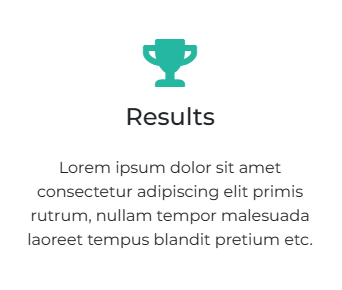 Results
Lorem ipsum dolor sit amet
consectetur adipiscing elit primis
rutrum, nullam tempor malesuada
laoreet tempus blandit pretium etc.